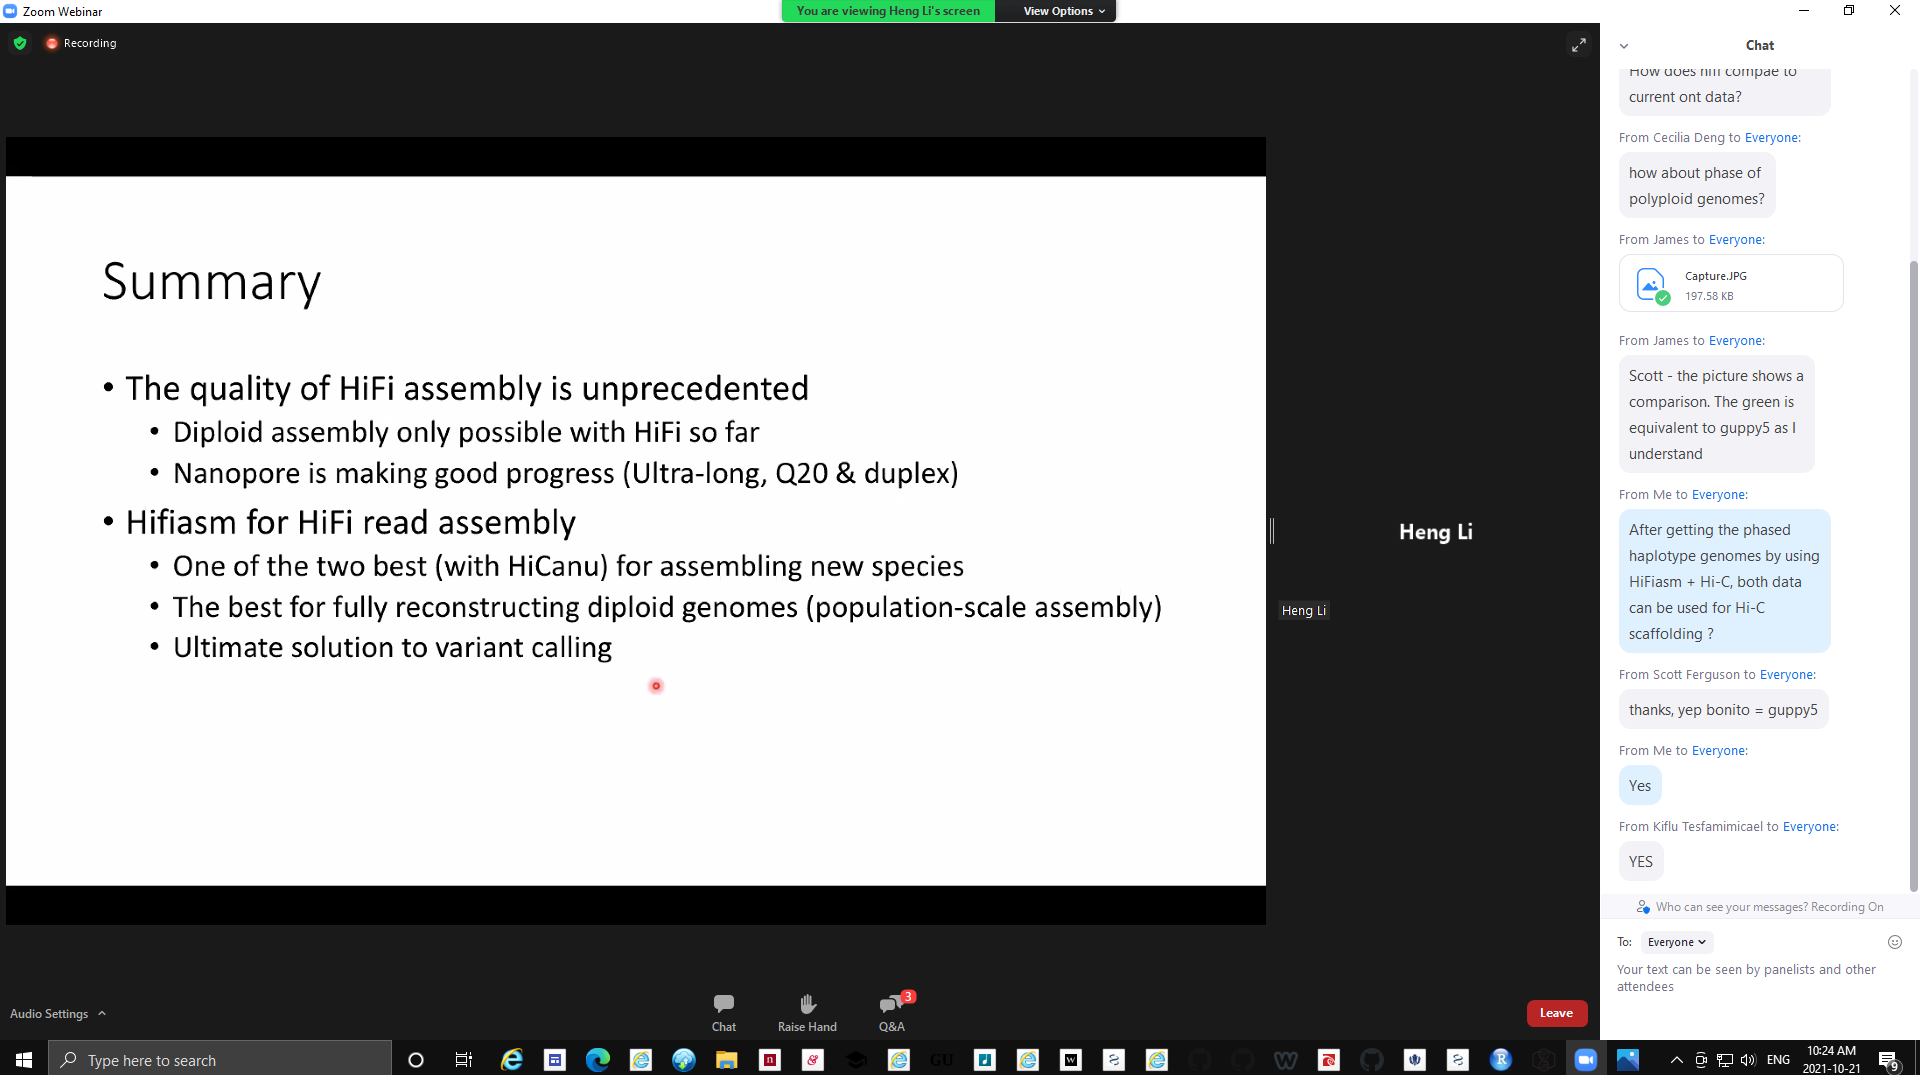 Zoom Webinar
You are viewing Heng Li's screen
View Options
Recording
Summary
• The quality of HiFi assembly is unprecedented
• Diploid assembly only possible with HiFi so far
• Nanopore is making good progress (Ultra-long, Q20 & duplex)
• Hifiasm for HiFi read assembly
• One of the two best (with HiCanu) for assembling new species
• The best for fully reconstructing diploid genomes (population-scale assembly)
• Ultimate solution to variant calling
Heng Li
Heng Li
Chat
How does hifi compae to
current ont data?
From Cecilia Deng to Everyone:
how about phase of
polyploid genomes?
From James to Everyone:
Capture.JPG
197.58 KB
From James to Everyone:
Scott - the picture shows a
comparison. The green is
equivalent to guppy5 as I
understand
From Me to Everyone:
After getting the phased
haplotype genomes by using
HiFiasm + Hi-C, both data
can be used for Hi-C
scaffolding ?
From Scott Ferguson to Everyone:
thanks, yep bonito = guppy5
From Me to Everyone:
Yes
From Kiflu Tesfamimicael to Everyone:
YES
Who can see your messages? Recording On
To: Everyone
Your text can be seen by panelists and other
attendees
Audio Settings
Chat
Raise Hand
3
Q&A
Leave
Type here to search
GU
ENG
10:24 AM
2021-10-21
9